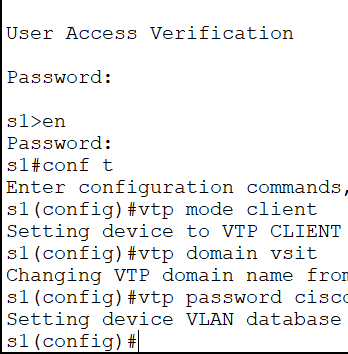 User Access Verification
Password:
s1>en
Password:
s1#conf t
Enter configuration commands,
s1(config)#vtp mode client
Setting device to VTP CLIENT
s1(config)#vtp domain vsit
Changing VTP domain name from
s1(config)#vtp password cisco
Setting device VLAN database
s1(config)#